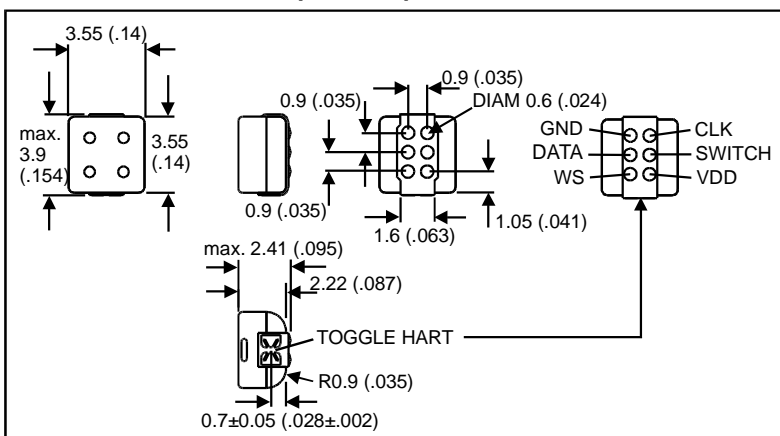 3.55 (.14)
max.
3.9
(.154)
3.55
(.14)
0.9 (.035)
0.9 (.035)
0.9 (.035)
DIAM 0.6 (.024)
1.6 (.063)
1.05 (.041)
GND
CLK
DATA
SWITCH
WS
VDD
max. 2.41 (.095)
2.22 (.087)
TOGGLE HART
R0.9 (.035)
0.7±0.05 (.028±.002)